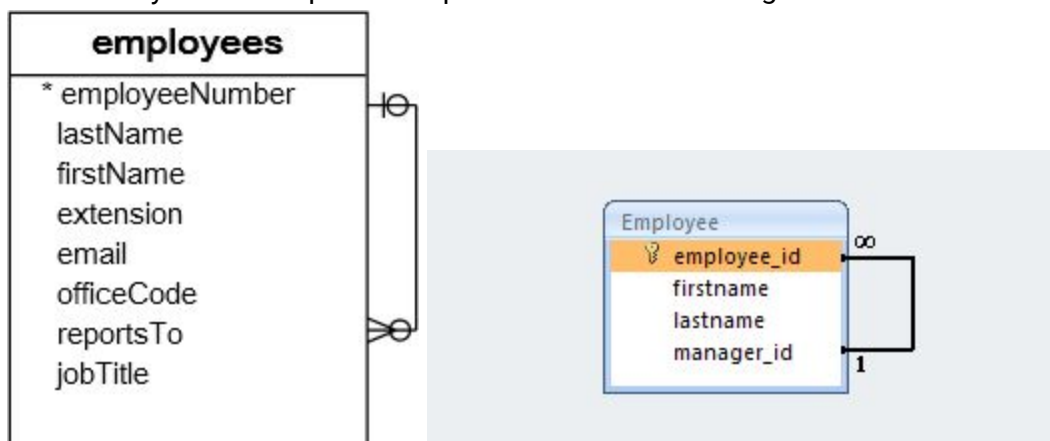 employees
* employeeNumber
lastName
firstName
extension
email
officeCode
reportsTo
jobTitle
Employee
employee_id
∞
firstname
lastname
manager_id
1